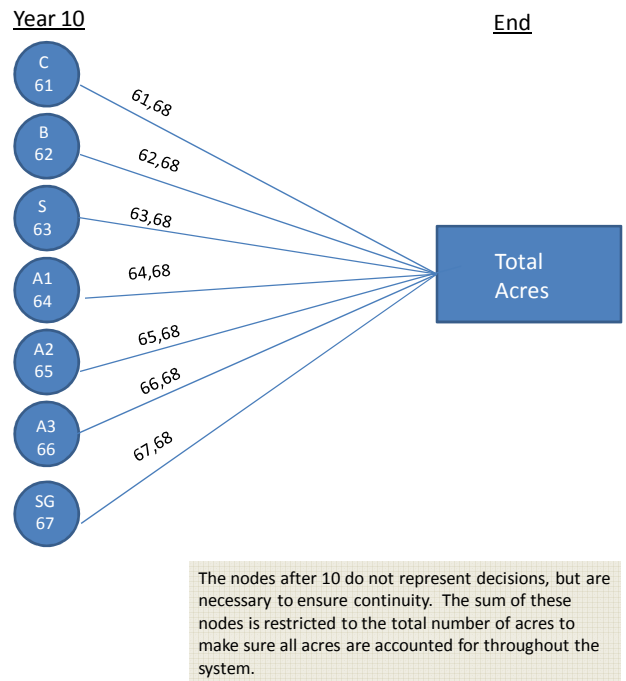 Year 10
End
C
61
B
62
S
63
A1
64
A2
65
A3
66
SG
67
61,68
62,68
63,68
64,68
65,68
66,68
67,68
Total
Acres
The nodes after 10 do not represent decisions, but are
necessary to ensure continuity. The sum of these
nodes is restricted to the total number of acres to
make sure all acres are accounted for throughout the
system.